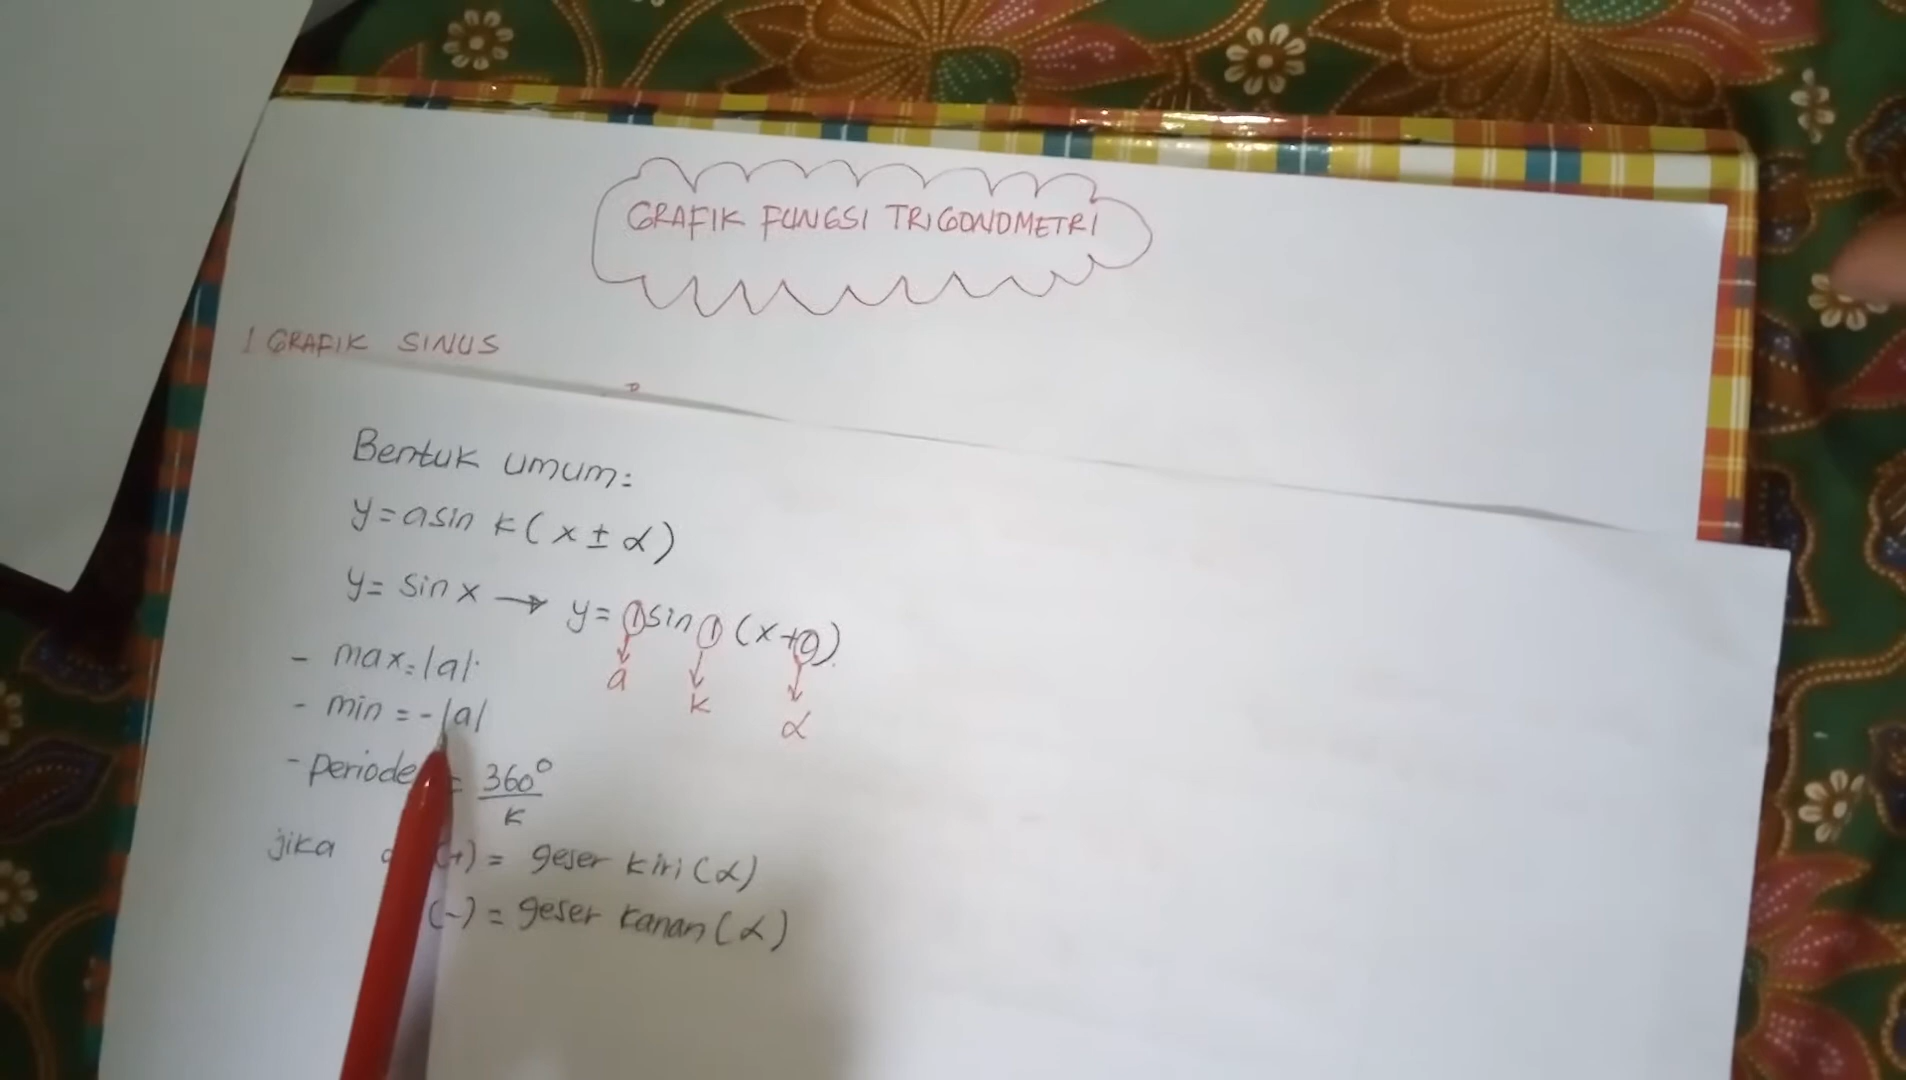 GRAFIK FUNGSI TRIGONOMETRI
1 GRAFIK SINUS
Bentuk umum:
y=asin k(x±α)
y= sin x → y= 1 sin 1 (x+0)
a k α
- max=|a|
- min = -|a|
- periode = 360°
k
jika (+) = geser kiri (α)
(-) = geser kanan (α)